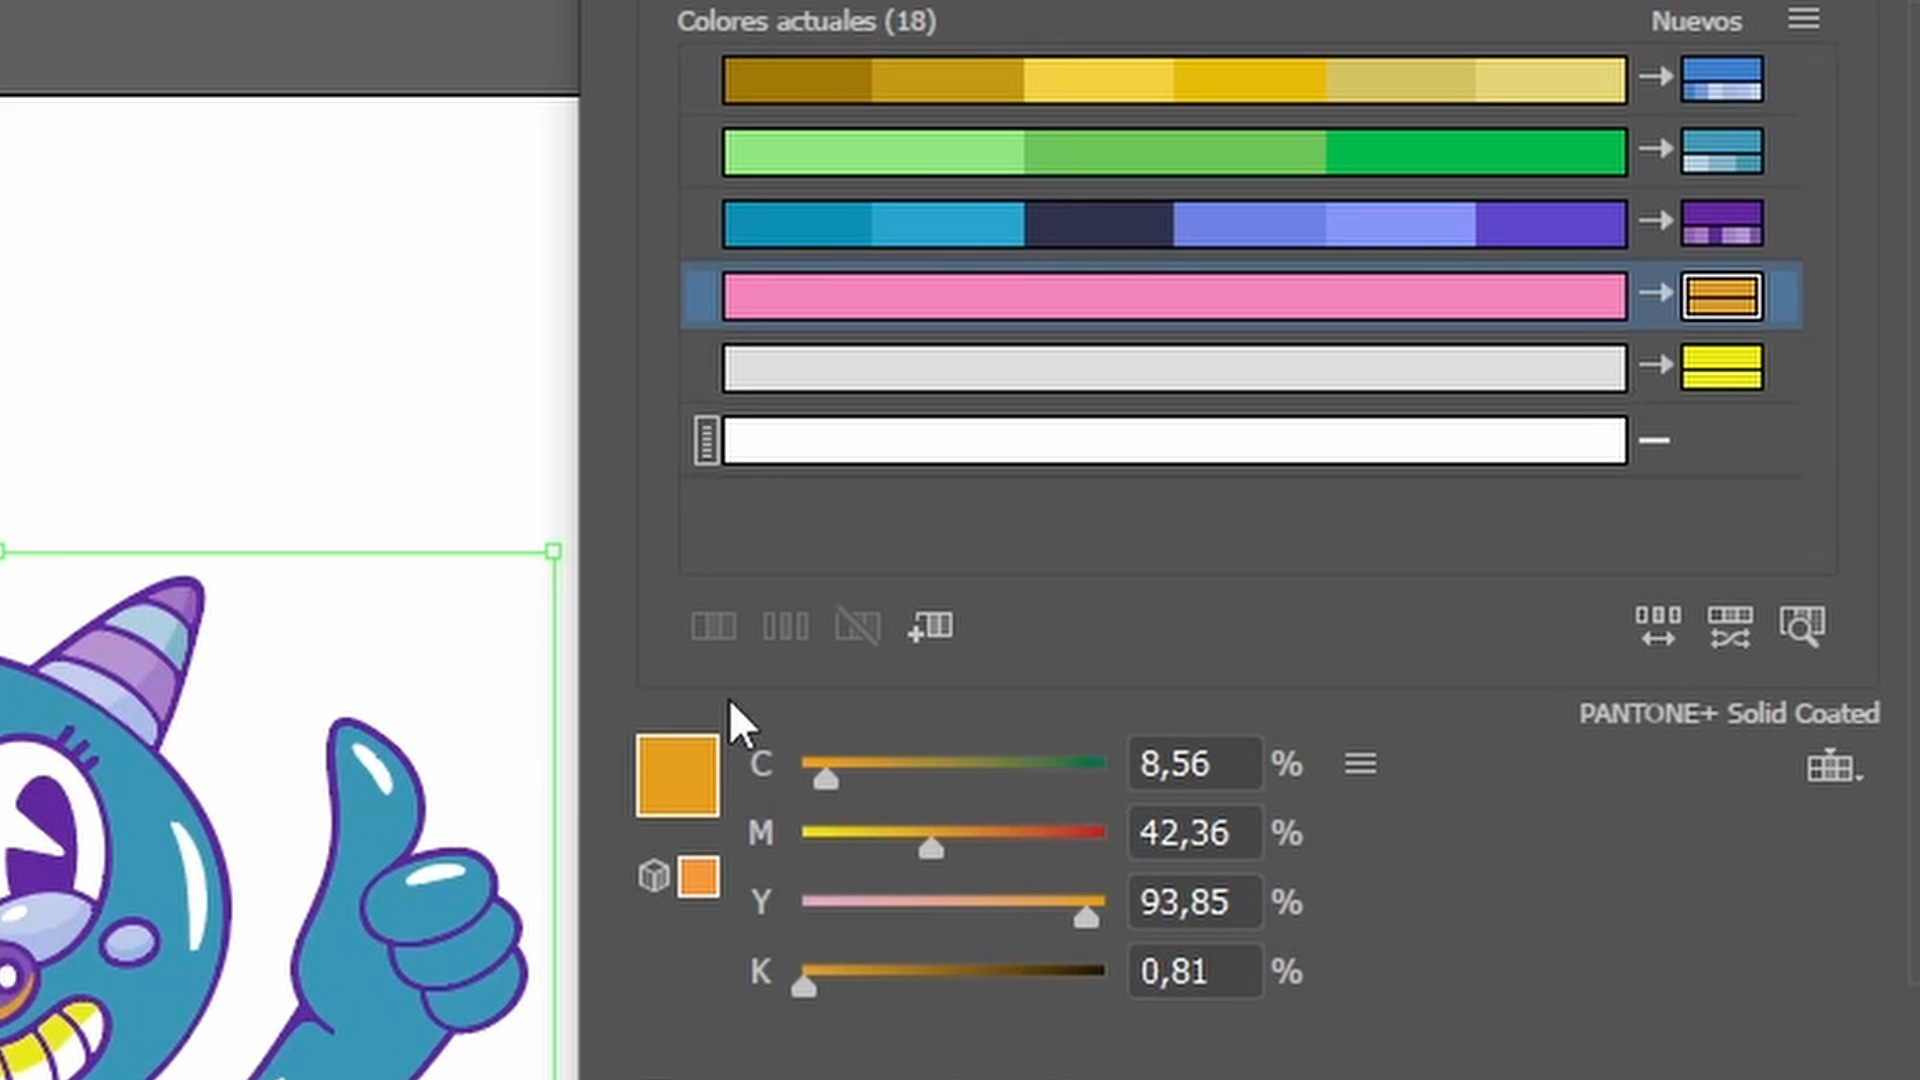 Colores actuales (18)
Nuevos
PANTONE+ Solid Coated
C 8,56 %
M 42,36 %
Y 93,85 %
K 0,81 %